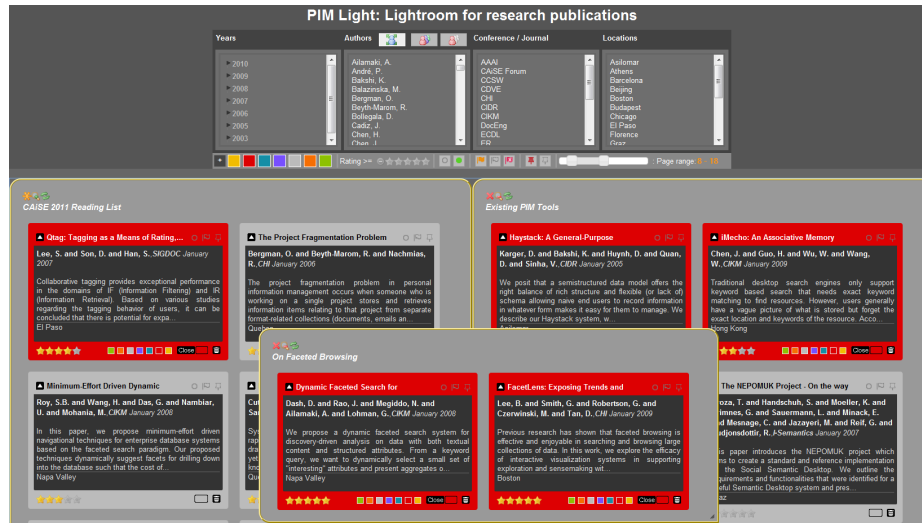 PIM Light: Lightroom for research publications
Years
Authors
Conference / Journal
Locations
2010
2009
2008
2007
2006
2005
2003
Ailamaki, A.
André, P.
Bakshi, K.
Balazinska, M.
Bergman, O.
Beyth-Marom, R.
Bollegala, D.
Cadiz, J.
Chen, H.
Chen, J.
AAAI
CAiSE Forum
CCSW
CDVE
CHI
CIDR
CIKM
DocEng
ECDL
ER
Asilomar
Athens
Barcelona
Beijing
Boston
Budapest
Chicago
El Paso
Florence
Graz
Rating >=
Page range: 8 - 10
CAiSE 2011 Reading List
Qtag: Tagging as a Means of Rating,...
Lee, S. and Son, D. and Han, S.,SIGDOC January
2007
Collaborative tagging provides exceptional performance
in the domains of IF (Information Filtering) and IR
(Information Retrieval). Based on various studies
regarding the tagging behavior of users, it can be
concluded that there is potential for expa...
El Paso
Close
The Project Fragmentation Problem
Bergman, O. and Beyth-Marom, R. and Nachmias,
R.,CHI January 2006
The project fragmentation problem in personal
information management occurs when someone who is
working on a single project stores and retrieves
information items relating to that project from separate
format-related collections (documents, emails an...
Quebec
Minimum-Effort Driven Dynamic
Roy, S.B. and Wang, H. and Das, G. and Nambiar,
U. and Mohania, M.,CIKM January 2008
In this paper, we propose minimum-effort driven
navigational techniques for enterprise database systems
based on the faceted search paradigm. Our proposed
techniques dynamically suggest facets for drilling down
into the database such that the cost of...
Napa Valley
Existing PIM Tools
Haystack: A General-Purpose
Karger, D. and Bakshi, K. and Huynh, D. and Quan,
D. and Sinha, V.,CIDR January 2005
We posit that a semistructured data model offers the
right balance of rich structure and flexible (or lack of)
schema allowing naive end users to record information
in whatever form makes it easy for them to manage. We
describe our Haystack system, w...
iMecho: An Associative Memory
Chen, J. and Guo, H. and Wu, W. and Wang,
W.,CIKM January 2009
Traditional desktop search engines only support
keyword based search that needs exact keyword
matching to find resources. However, users generally
have a vague picture of what is stored but forget the
exact location and keywords of the resource. Acco...
Hong Kong
Close
The NEPOMUK Project - On the way
and Handschuh, S. and Moeller, K. and
and Sauermann, L. and Minack, E.
Mesnage, C. and Jazayeri, M. and Reif, G. and
R.,J-Semantics January 2007
paper introduces the NEPOMUK project which
to create a standard and reference implementation
the Social Semantic Desktop. We outline the
and functionalities that were identified for a
Semantic Desktop system and pres...
On Faceted Browsing
Dynamic Faceted Search for
Dash, D. and Rao, J. and Megiddo, N. and
Ailamaki, A. and Lohman, G.,CIKM January 2008
We propose a dynamic faceted search system for
discovery-driven analysis on data with both textual
content and structured attributes. From a keyword
query, we want to dynamically select a small set of
"interesting" attributes and present aggregates o...
Napa Valley
Close
FacetLens: Exposing Trends and
Lee, B. and Smith, G. and Robertson, G. and
Czerwinski, M. and Tan, D.,CHI January 2009
Previous research has shown that faceted browsing is
effective and enjoyable in searching and browsing large
collections of data. In this work, we explore the efficacy
of interactive visualization systems in supporting
exploration and sensemaking wit...
Boston
Close